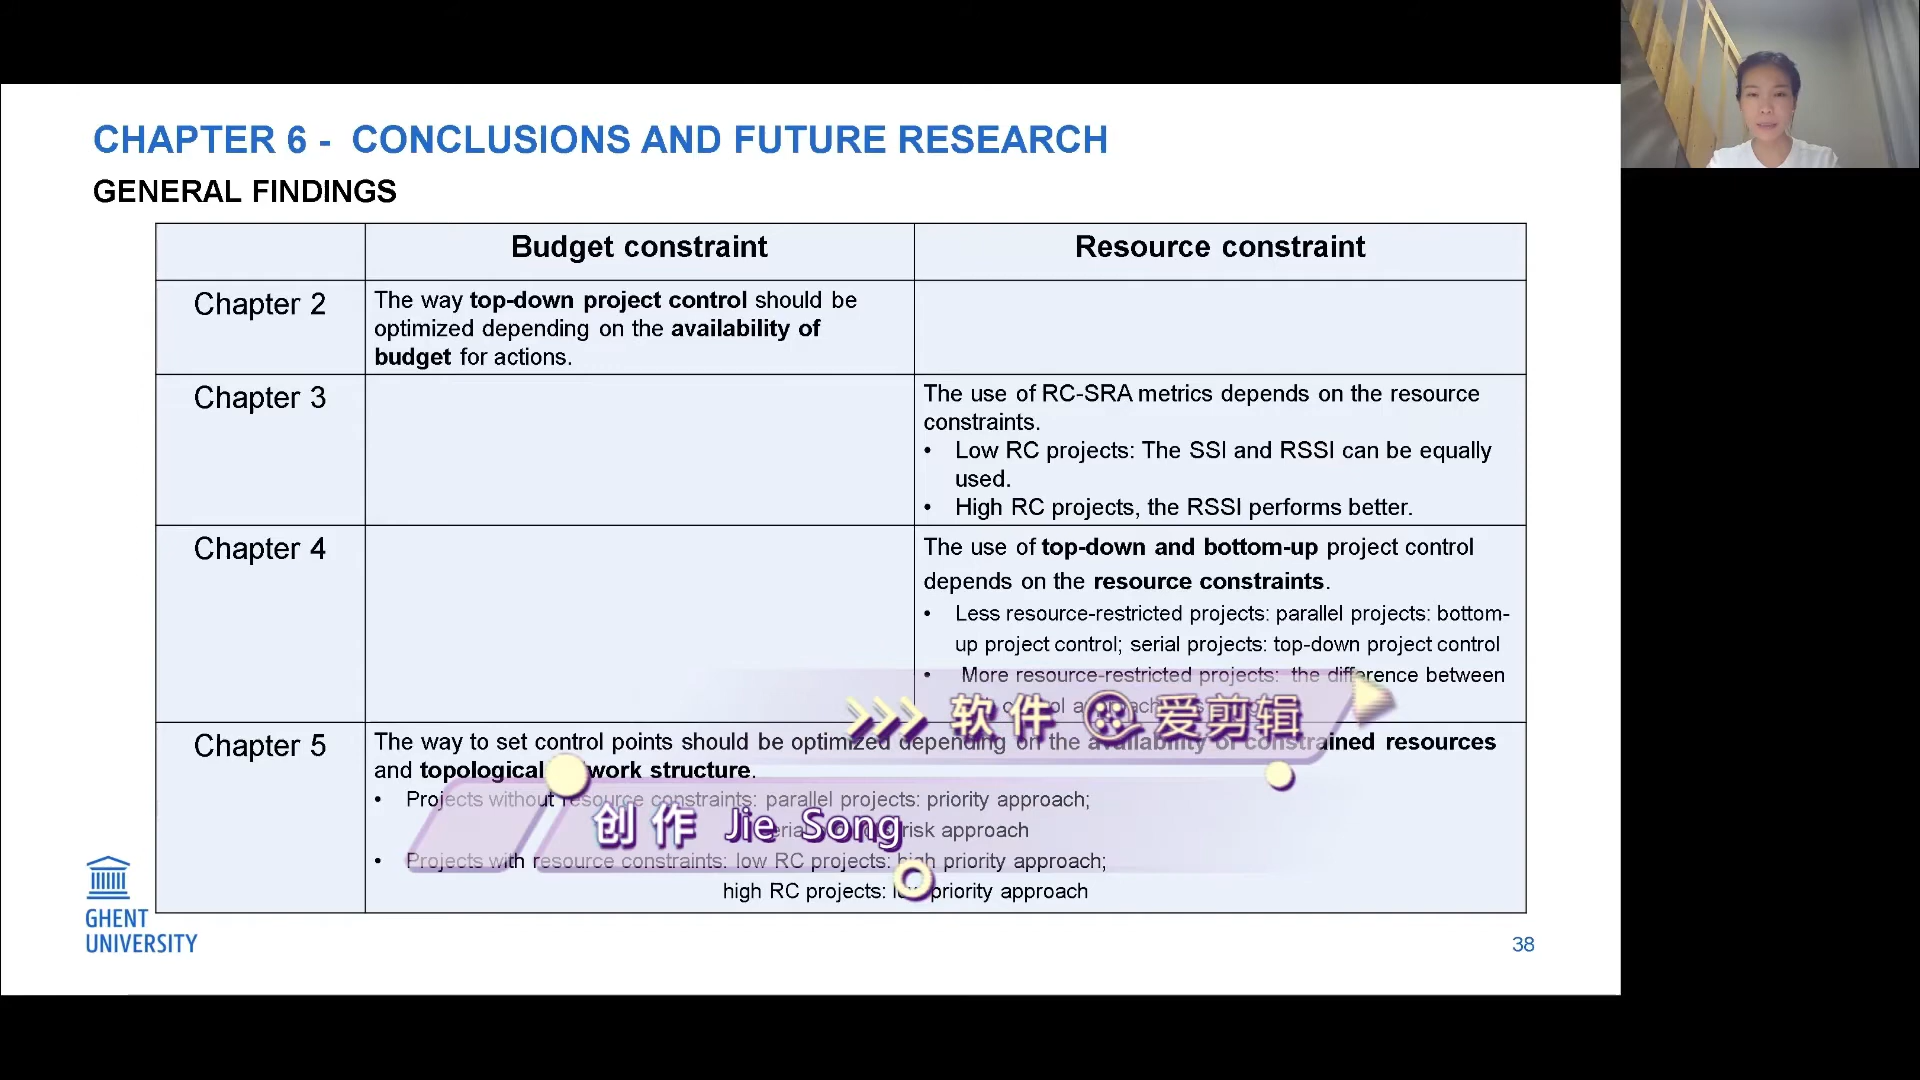 CHAPTER 6 - CONCLUSIONS AND FUTURE RESEARCH
GENERAL FINDINGS
Budget constraint
Resource constraint
Chapter 2
The way top-down project control should be
optimized depending on the availability of
budget for actions.
Chapter 3
The use of RC-SRA metrics depends on the resource
constraints.
• Low RC projects: The SSI and RSSI can be equally
used.
• High RC projects, the RSSI performs better.
Chapter 4
The use of top-down and bottom-up project control
depends on the resource constraints.
• Less resource-restricted projects: parallel projects: bottom-
up project control; serial projects: top-down project control
• More resource-restricted projects: the difference between
Chapter 5
The way to set control points should be optimized depending on the availability of constrained resources
and topological structure.
• Projects without resource constraints: parallel projects: priority approach;
risk approach
• Projects with resource constraints: low RC projects: high priority approach;
high RC projects: priority approach
>>> 软件 爱剪辑
创作 Jie Song
GHENT
UNIVERSITY
38